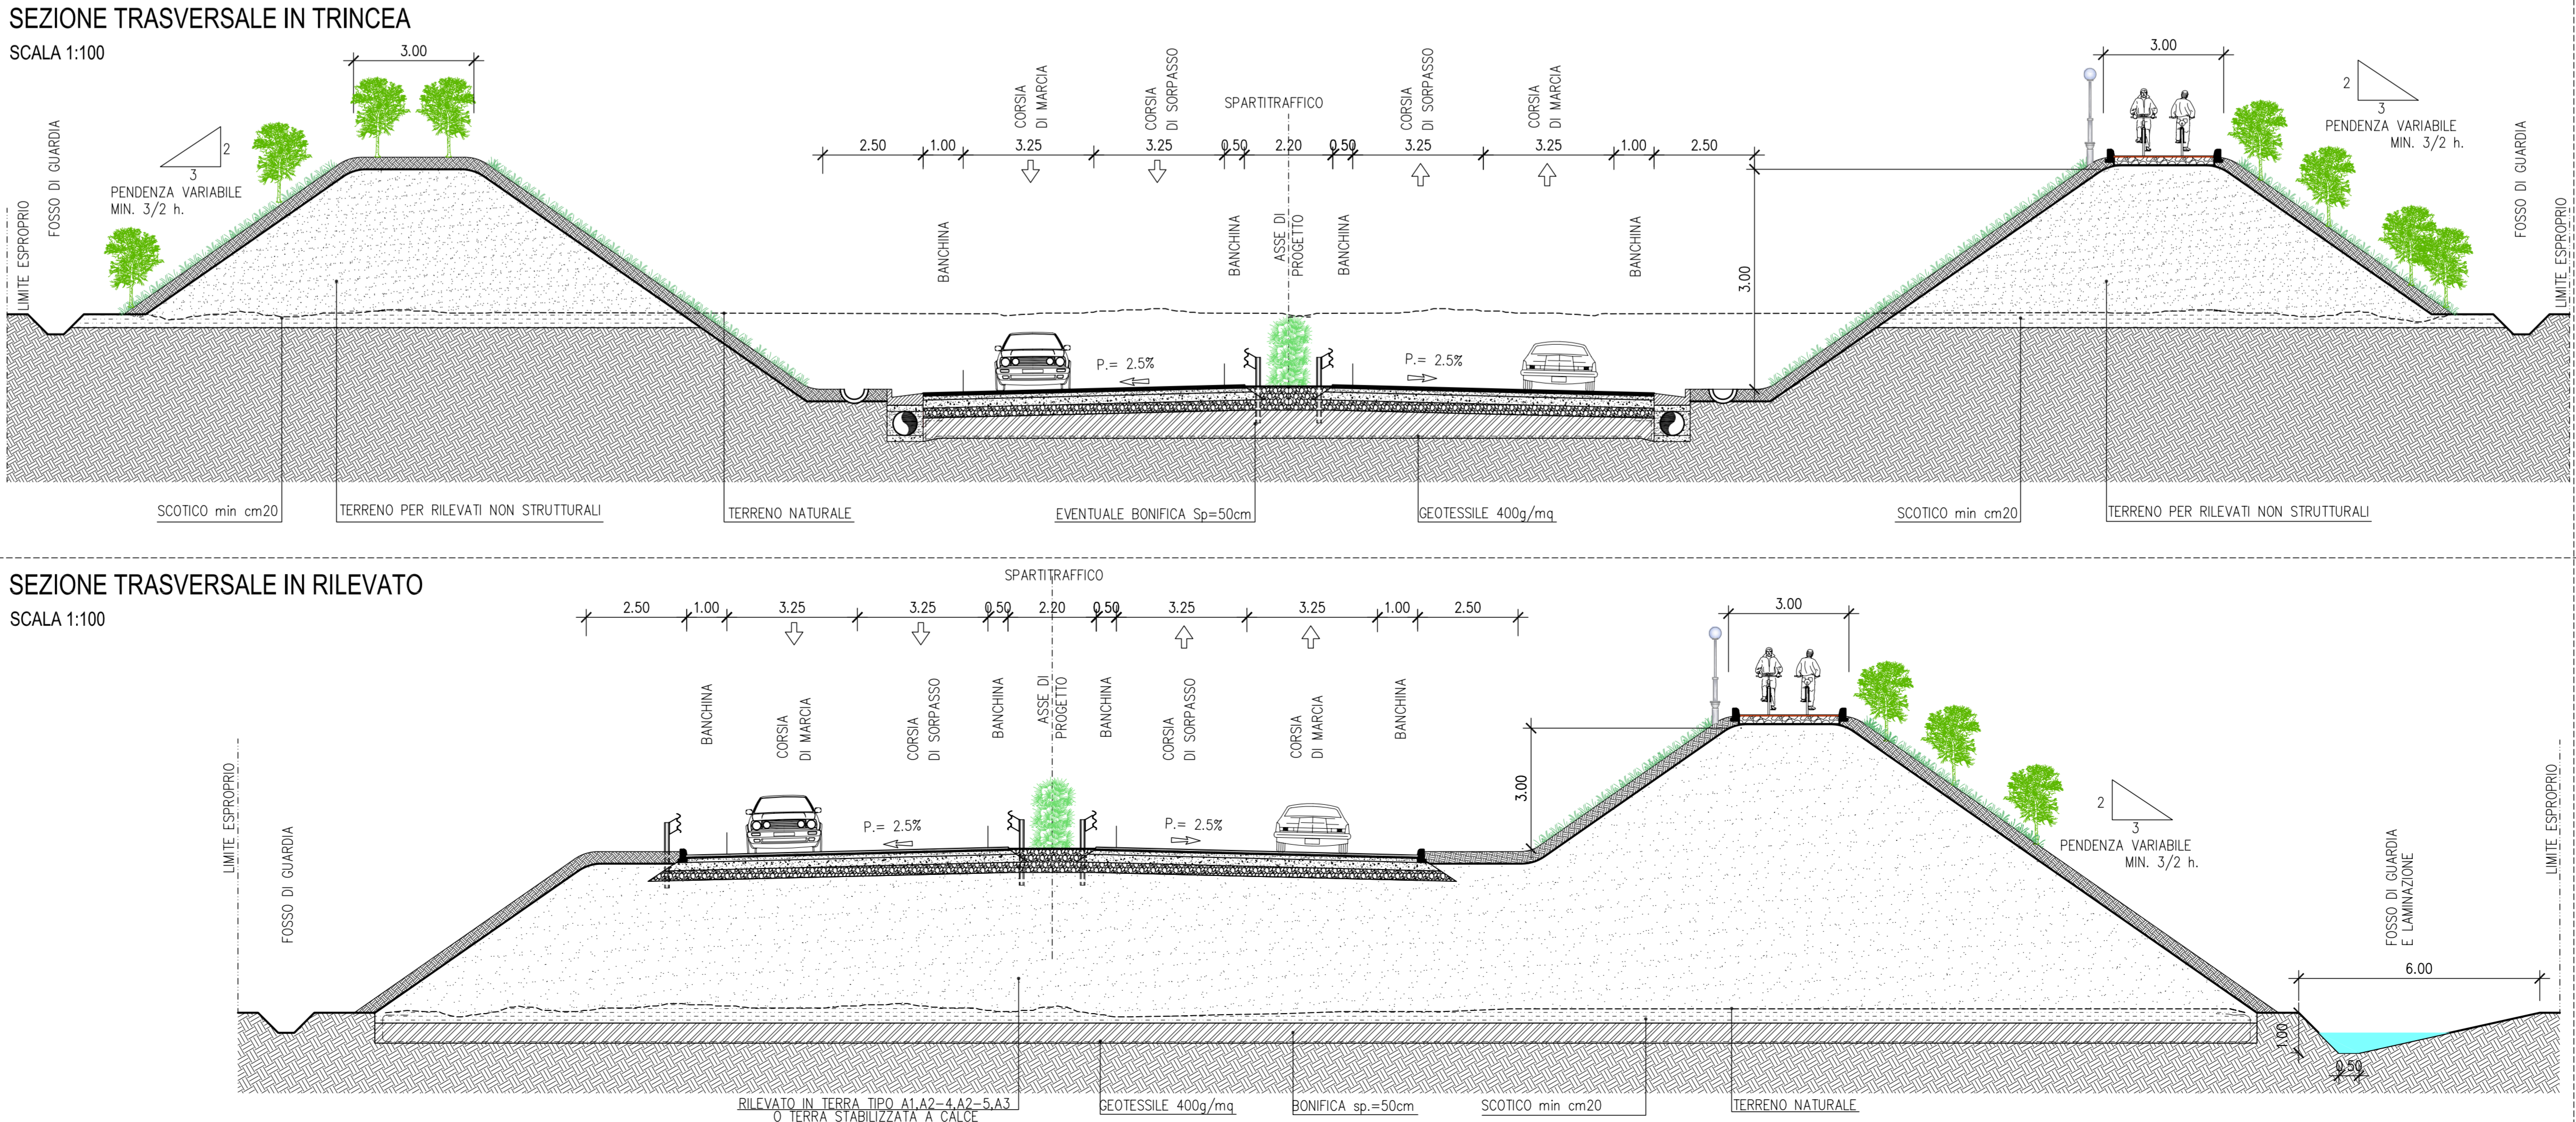 SEZIONE TRASVERSALE IN TRINCEA
SCALA 1:100
3.00
3.00
LIMITE ESPROPRIO
FOSSO DI GUARDIA
2
3
PENDENZA VARIABILE
MIN. 3/2 h.
CORSIA
DI MARCIA
CORSIA
DI SORPASSO
SPARTITRAFFICO
CORSIA
DI SORPASSO
CORSIA
DI MARCIA
2.50
1.00
3.25
3.25
0.50
2.20
0.50
3.25
3.25
1.00
2.50
BANCHINA
BANCHINA
ASSE DI
PROGETTO
BANCHINA
BANCHINA
3.00
2
3
PENDENZA VARIABILE
MIN. 3/2 h.
FOSSO DI GUARDIA
LIMITE ESPROPRIO
P.= 2.5%
P.= 2.5%
SCOTICO min cm20
TERRENO PER RILEVATI NON STRUTTURALI
TERRENO NATURALE
EVENTUALE BONIFICA Sp=50cm
GEOTESSILE 400g/mq
SCOTICO min cm20
TERRENO PER RILEVATI NON STRUTTURALI
SEZIONE TRASVERSALE IN RILEVATO
SCALA 1:100
SPARTITRAFFICO
2.50
1.00
3.25
3.25
0.50
2.20
0.50
3.25
3.25
1.00
2.50
3.00
LIMITE ESPROPRIO
FOSSO DI GUARDIA
BANCHINA
CORSIA
DI MARCIA
CORSIA
DI SORPASSO
BANCHINA
ASSE DI
PROGETTO
BANCHINA
CORSIA
DI SORPASSO
CORSIA
DI MARCIA
BANCHINA
3.00
P.= 2.5%
P.= 2.5%
2
3
PENDENZA VARIABILE
MIN. 3/2 h.
FOSSO DI GUARDIA
E LAMINAZIONE
LIMITE ESPROPRIO
6.00
1.00
0.50
RILEVATO IN TERRA TIPO A1,A2-4,A2-5,A3
O TERRA STABILIZZATA A CALCE
GEOTESSILE 400g/mq
BONIFICA sp.=50cm
SCOTICO min cm20
TERRENO NATURALE